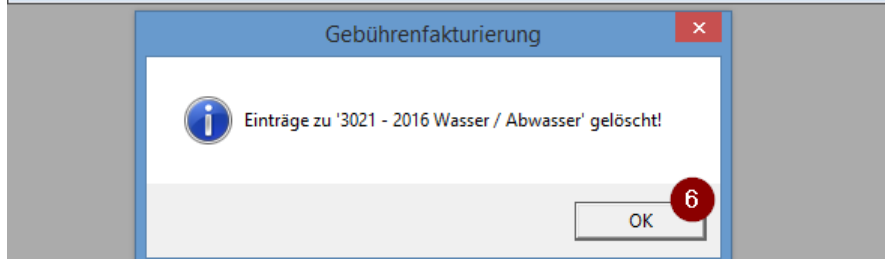 Gebührenfakturierung
Einträge zu '3021 - 2016 Wasser / Abwasser' gelöscht!
6
OK